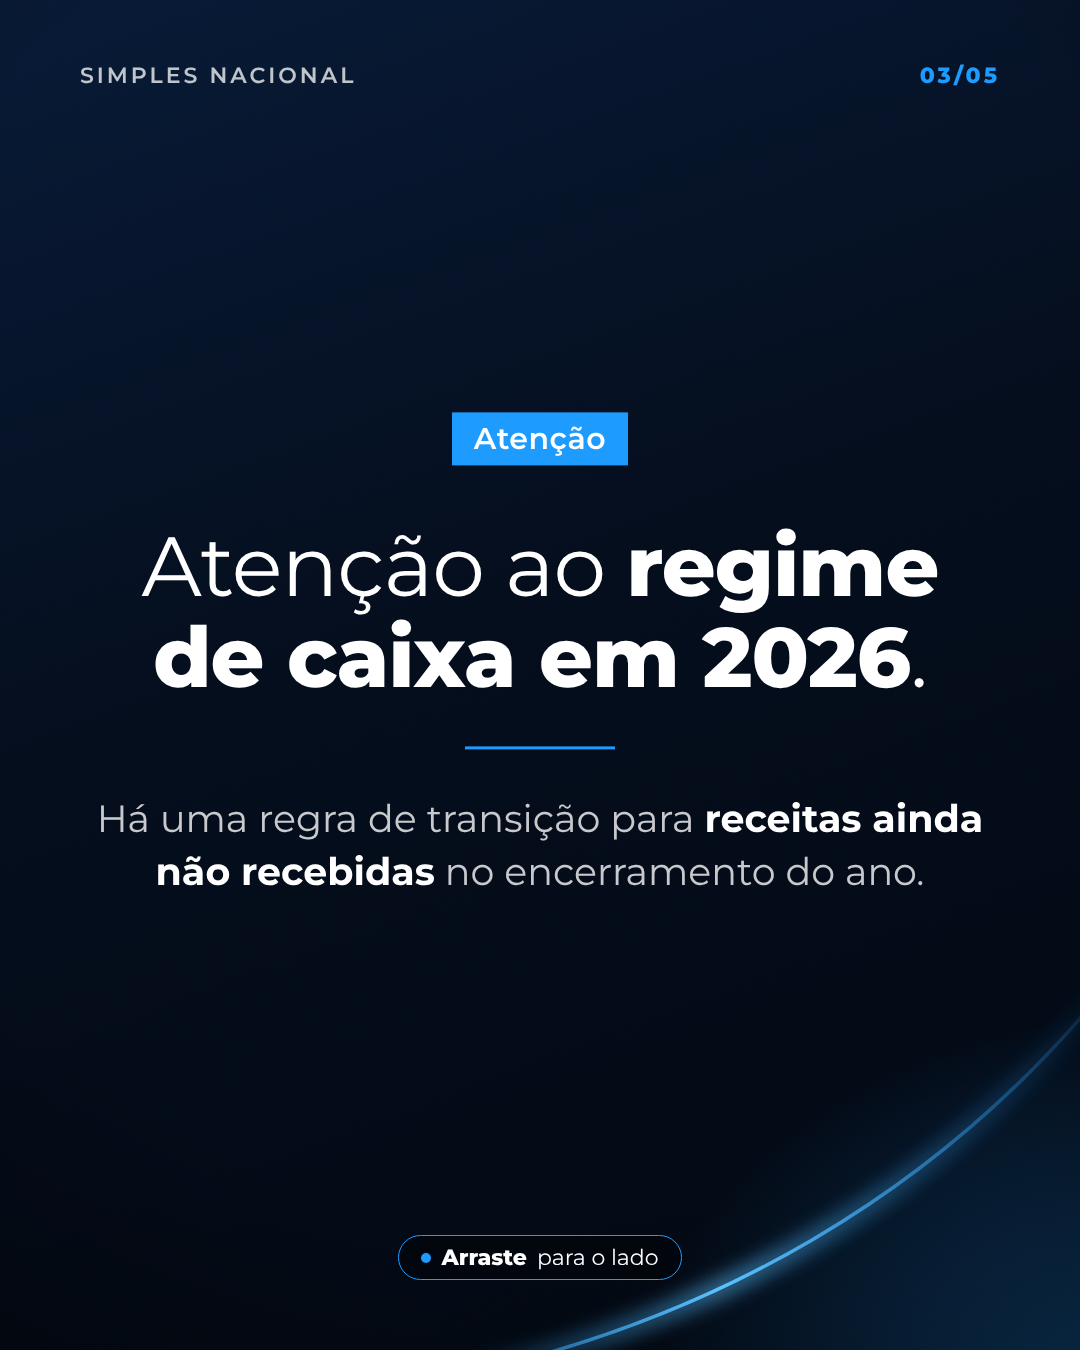 SIMPLES NACIONAL
03/05
Atenção
Atenção ao regime
de caixa em 2026.
Há uma regra de transição para receitas ainda
não recebidas no encerramento do ano.
Arraste para o lado